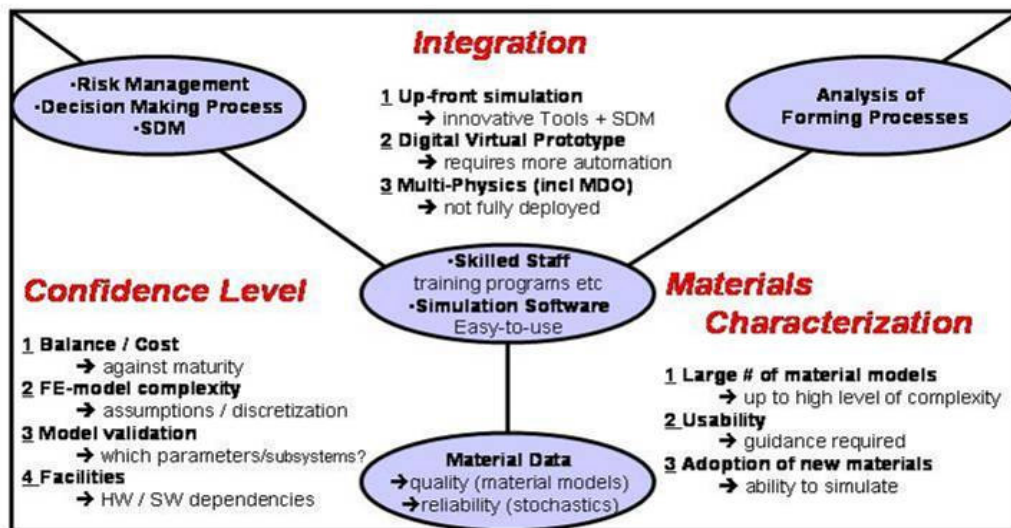 Integration
•Risk Management
•Decision Making Process
•SDM
1 Up-front simulation
➔ innovative Tools + SDM
2 Digital Virtual Prototype
➔ requires more automation
3 Multi-Physics (incl MDO)
➔ not fully deployed
Analysis of
Forming Processes
•Skilled Staff
training programs etc
•Simulation Software
Easy-to-use
Confidence Level
1 Balance / Cost
➔ against maturity
2 FE-model complexity
➔ assumptions / discretization
3 Model validation
➔ which parameters/subsystems?
4 Facilities
➔ HW / SW dependencies
Materials
Characterization
1 Large # of material models
➔ up to high level of complexity
2 Usability
➔ guidance required
3 Adoption of new materials
➔ ability to simulate
Material Data
➔quality (material models)
➔reliability (stochastics)